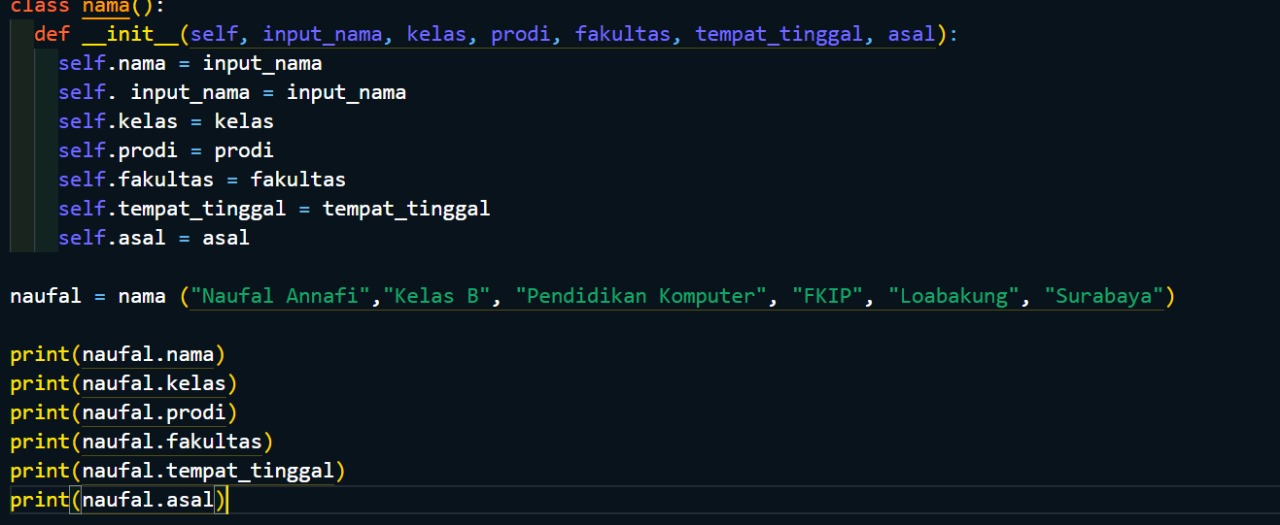 class nama():
  def __init__(self, input_nama, kelas, prodi, fakultas, tempat_tinggal, asal):
    self.nama = input_nama
    self. input_nama = input_nama
    self.kelas = kelas
    self.prodi = prodi
    self.fakultas = fakultas
    self.tempat_tinggal = tempat_tinggal
    self.asal = asal
naufal = nama ("Naufal Annafi","Kelas B", "Pendidikan Komputer", "FKIP", "Loabakung", "Surabaya")
print(naufal.nama)
print(naufal.kelas)
print(naufal.prodi)
print(naufal.fakultas)
print(naufal.tempat_tinggal)
print(naufal.asal)